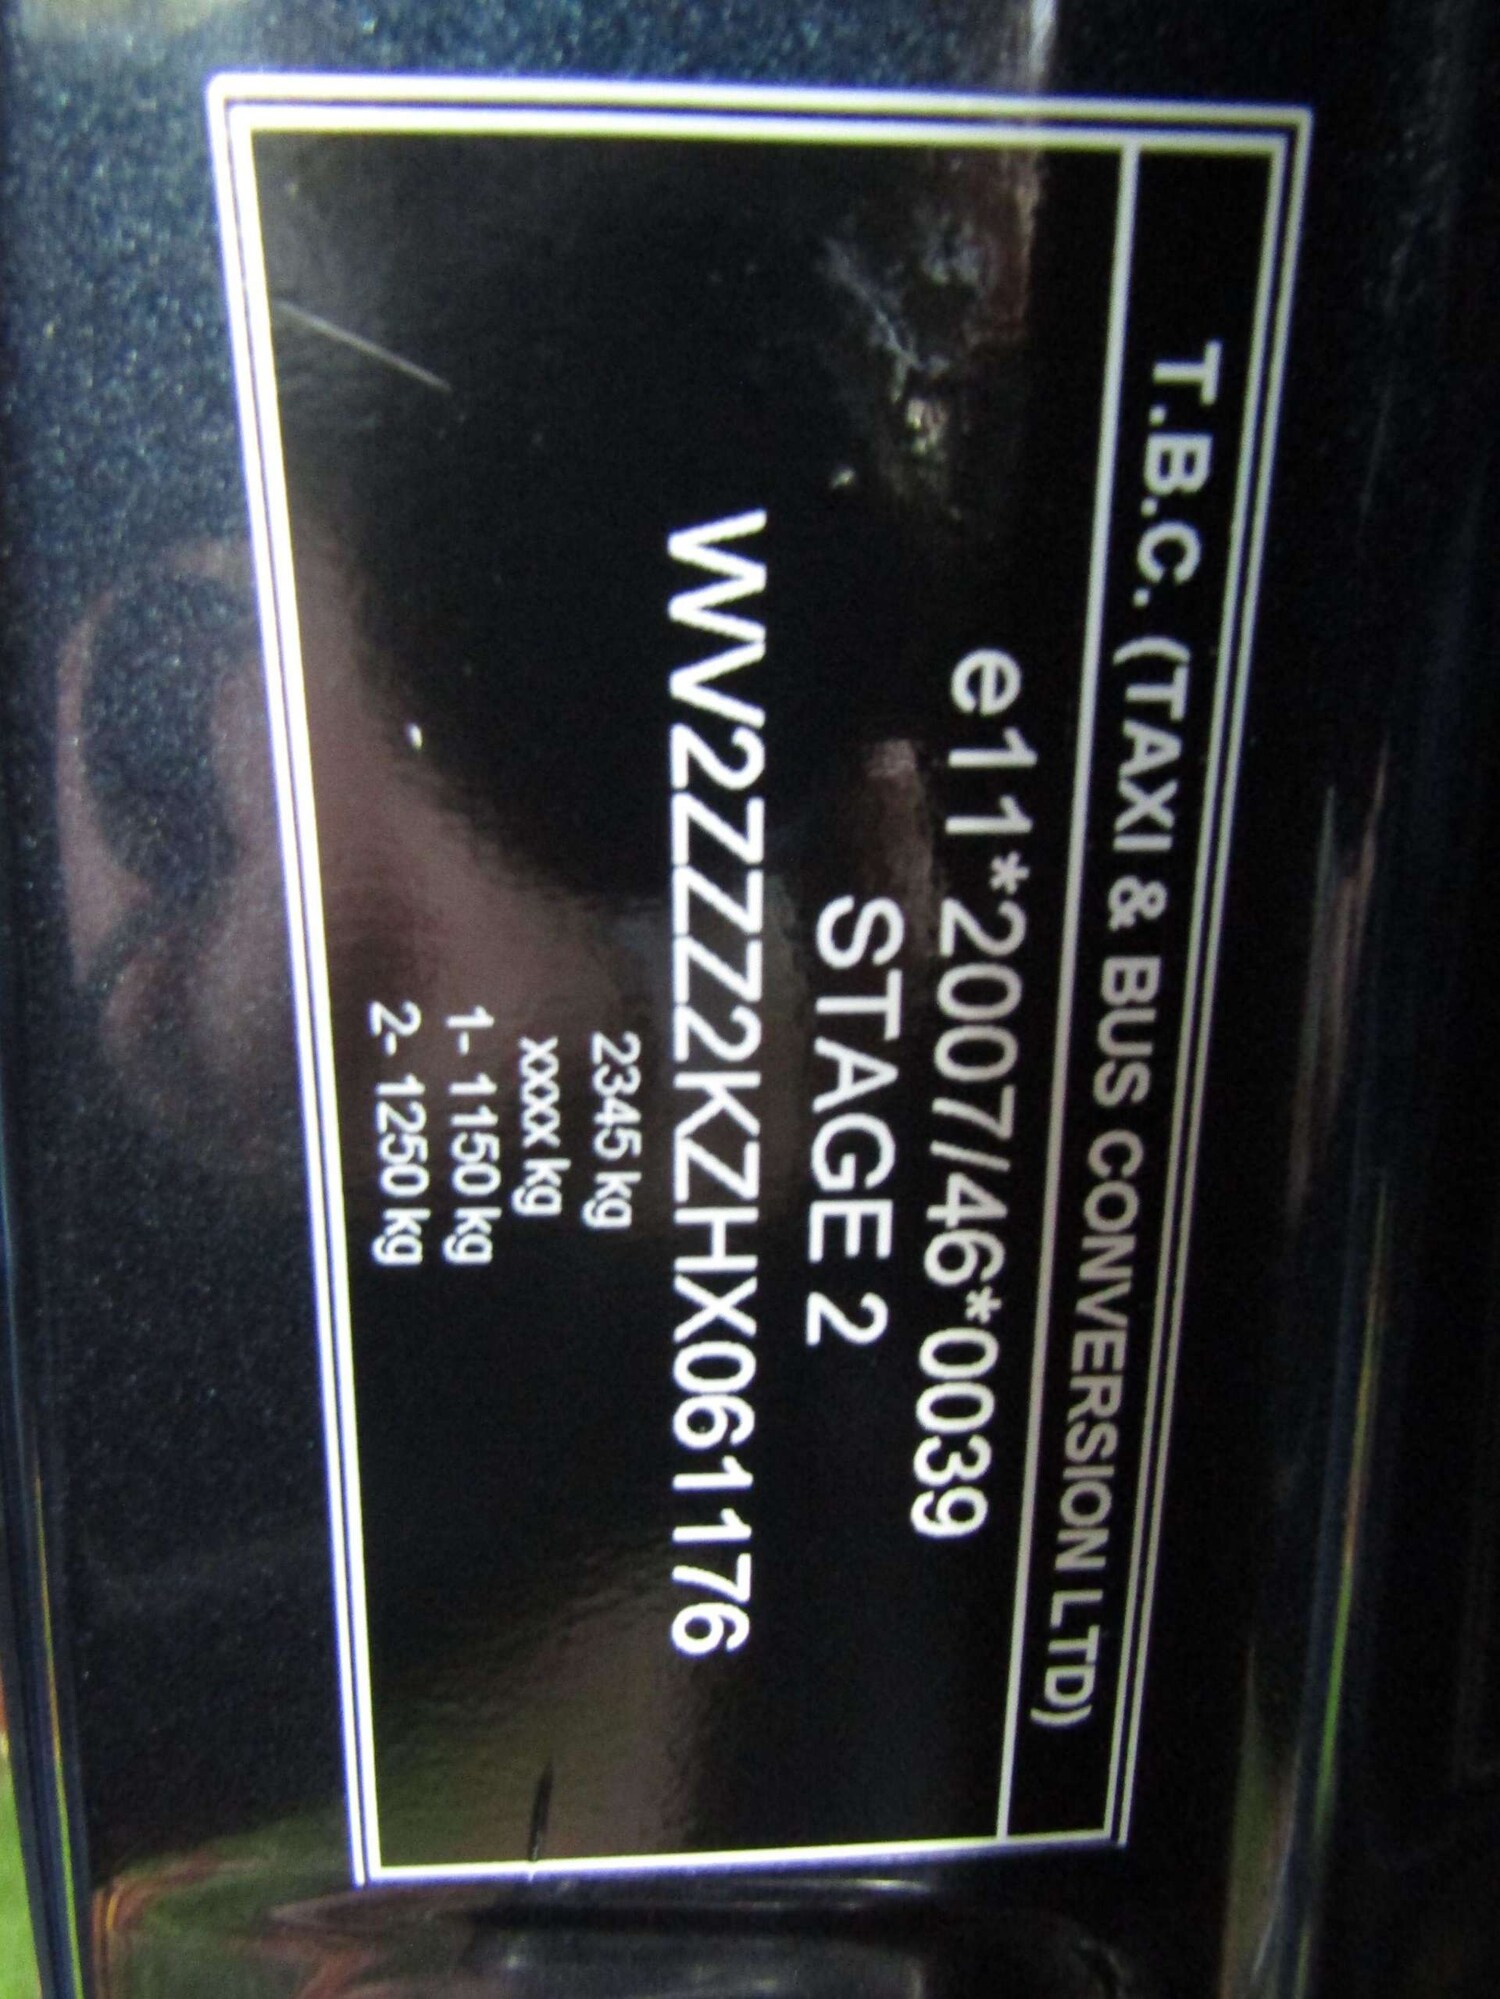 T.B.C. (TAXI & BUS CONVERSION LTD)
e11*2007/46*0039
STAGE 2
WV2ZZZ2KZHX061176
2345 kg
xxxx kg
1- 1150 kg
2- 1250 kg